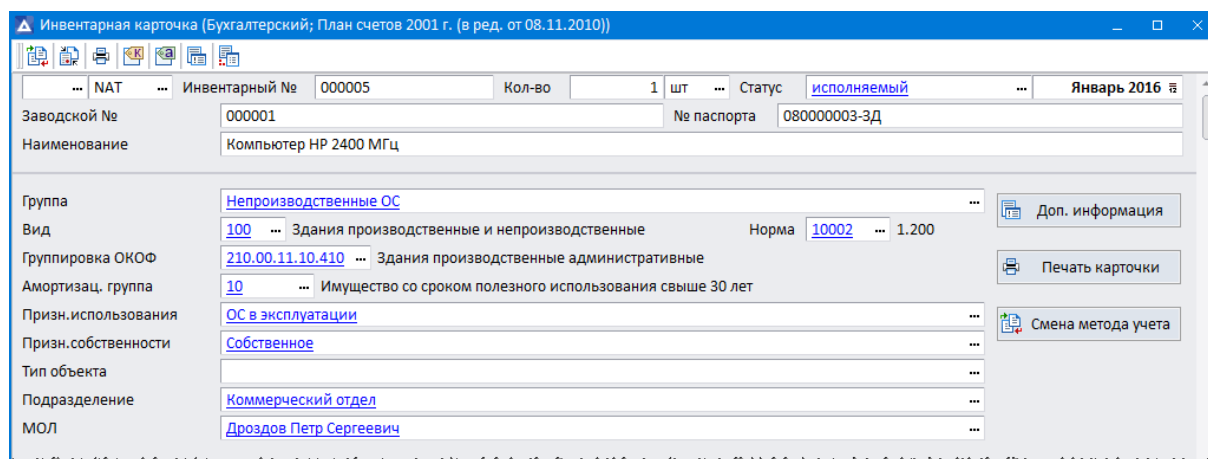 Инвентарная карточка (Бухгалтерский; План счетов 2001 г. (в ред. от 08.11.2010))
... NAT ... Инвентарный № 000005 Кол-во 1 шт ... Статус исполняемый ... Январь 2016
Заводской № 000001 № паспорта 080000003-ЗД
Наименование Компьютер HP 2400 МГц
Группа Непроизводственные ОС ... Доп. информация
Вид 100 ... Здания производственные и непроизводственные Норма 10002 ... 1.200
Группировка ОКОФ 210.00.11.10.410 ... Здания производственные административные Печать карточки
Амортизац. группа 10 ... Имущество со сроком полезного использования свыше 30 лет
Призн.использования ОС в эксплуатации ... Смена метода учета
Призн.собственности Собственное ...
Тип объекта ...
Подразделение Коммерческий отдел ...
МОЛ Дроздов Петр Сергеевич ...